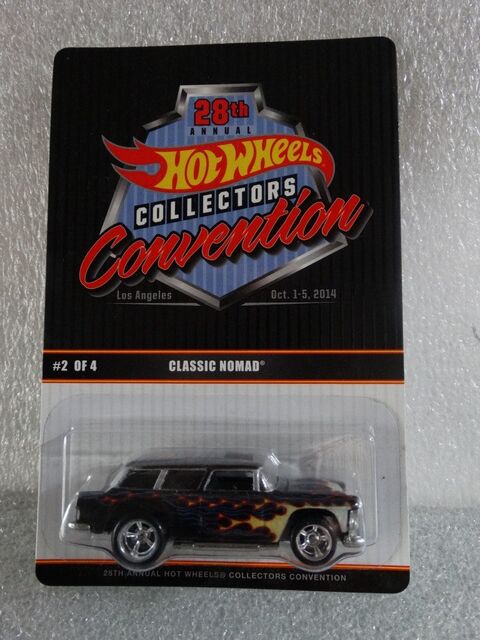 28th
ANNUAL
HOT WHEELS®
COLLECTORS
Convention
Los Angeles Oct. 1-5, 2014
#2 OF 4 CLASSIC NOMAD®
28TH ANNUAL HOT WHEELS® COLLECTORS CONVENTION